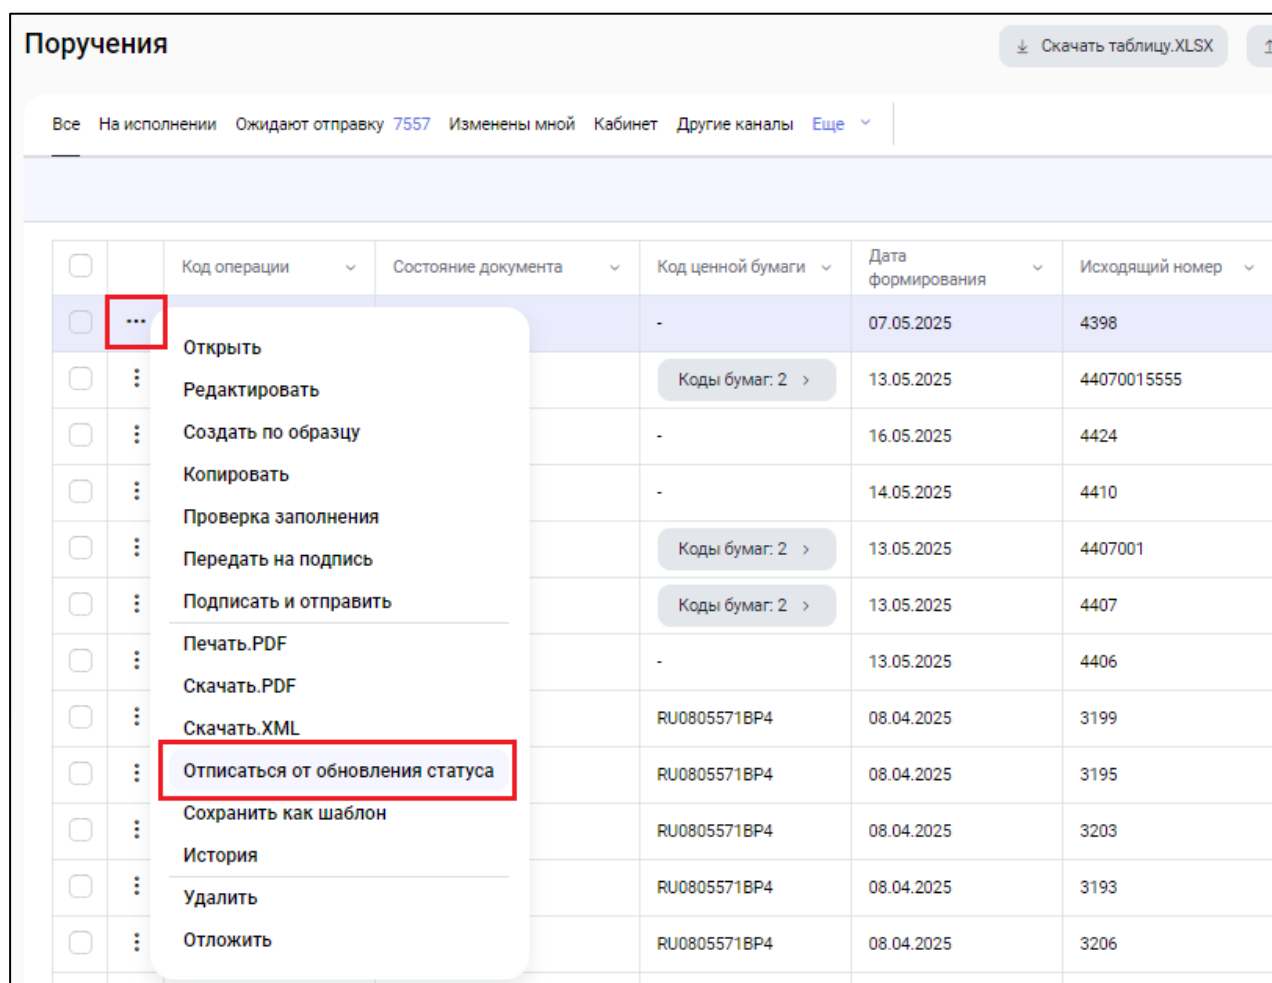 Поручения
Скачать таблицу.XLSX
Все На исполнении Ожидают отправку 7557 Изменены мной Кабинет Другие каналы Еще
Код операции Состояние документа Код ценной бумаги Дата формирования Исходящий номер
- 07.05.2025 4398
Открыть
Коды бумаг: 2 13.05.2025 44070015555
Редактировать
Создать по образцу
- 16.05.2025 4424
Копировать
- 14.05.2025 4410
Проверка заполнения
Коды бумаг: 2 13.05.2025 4407001
Передать на подпись
Подписать и отправить
Коды бумаг: 2 13.05.2025 4407
Печать.PDF
- 13.05.2025 4406
Скачать.PDF
RU0805571BP4 08.04.2025 3199
Скачать.XML
Отписаться от обновления статуса
RU0805571BP4 08.04.2025 3195
Сохранить как шаблон
RU0805571BP4 08.04.2025 3203
История
RU0805571BP4 08.04.2025 3193
Удалить
Отложить
RU0805571BP4 08.04.2025 3206